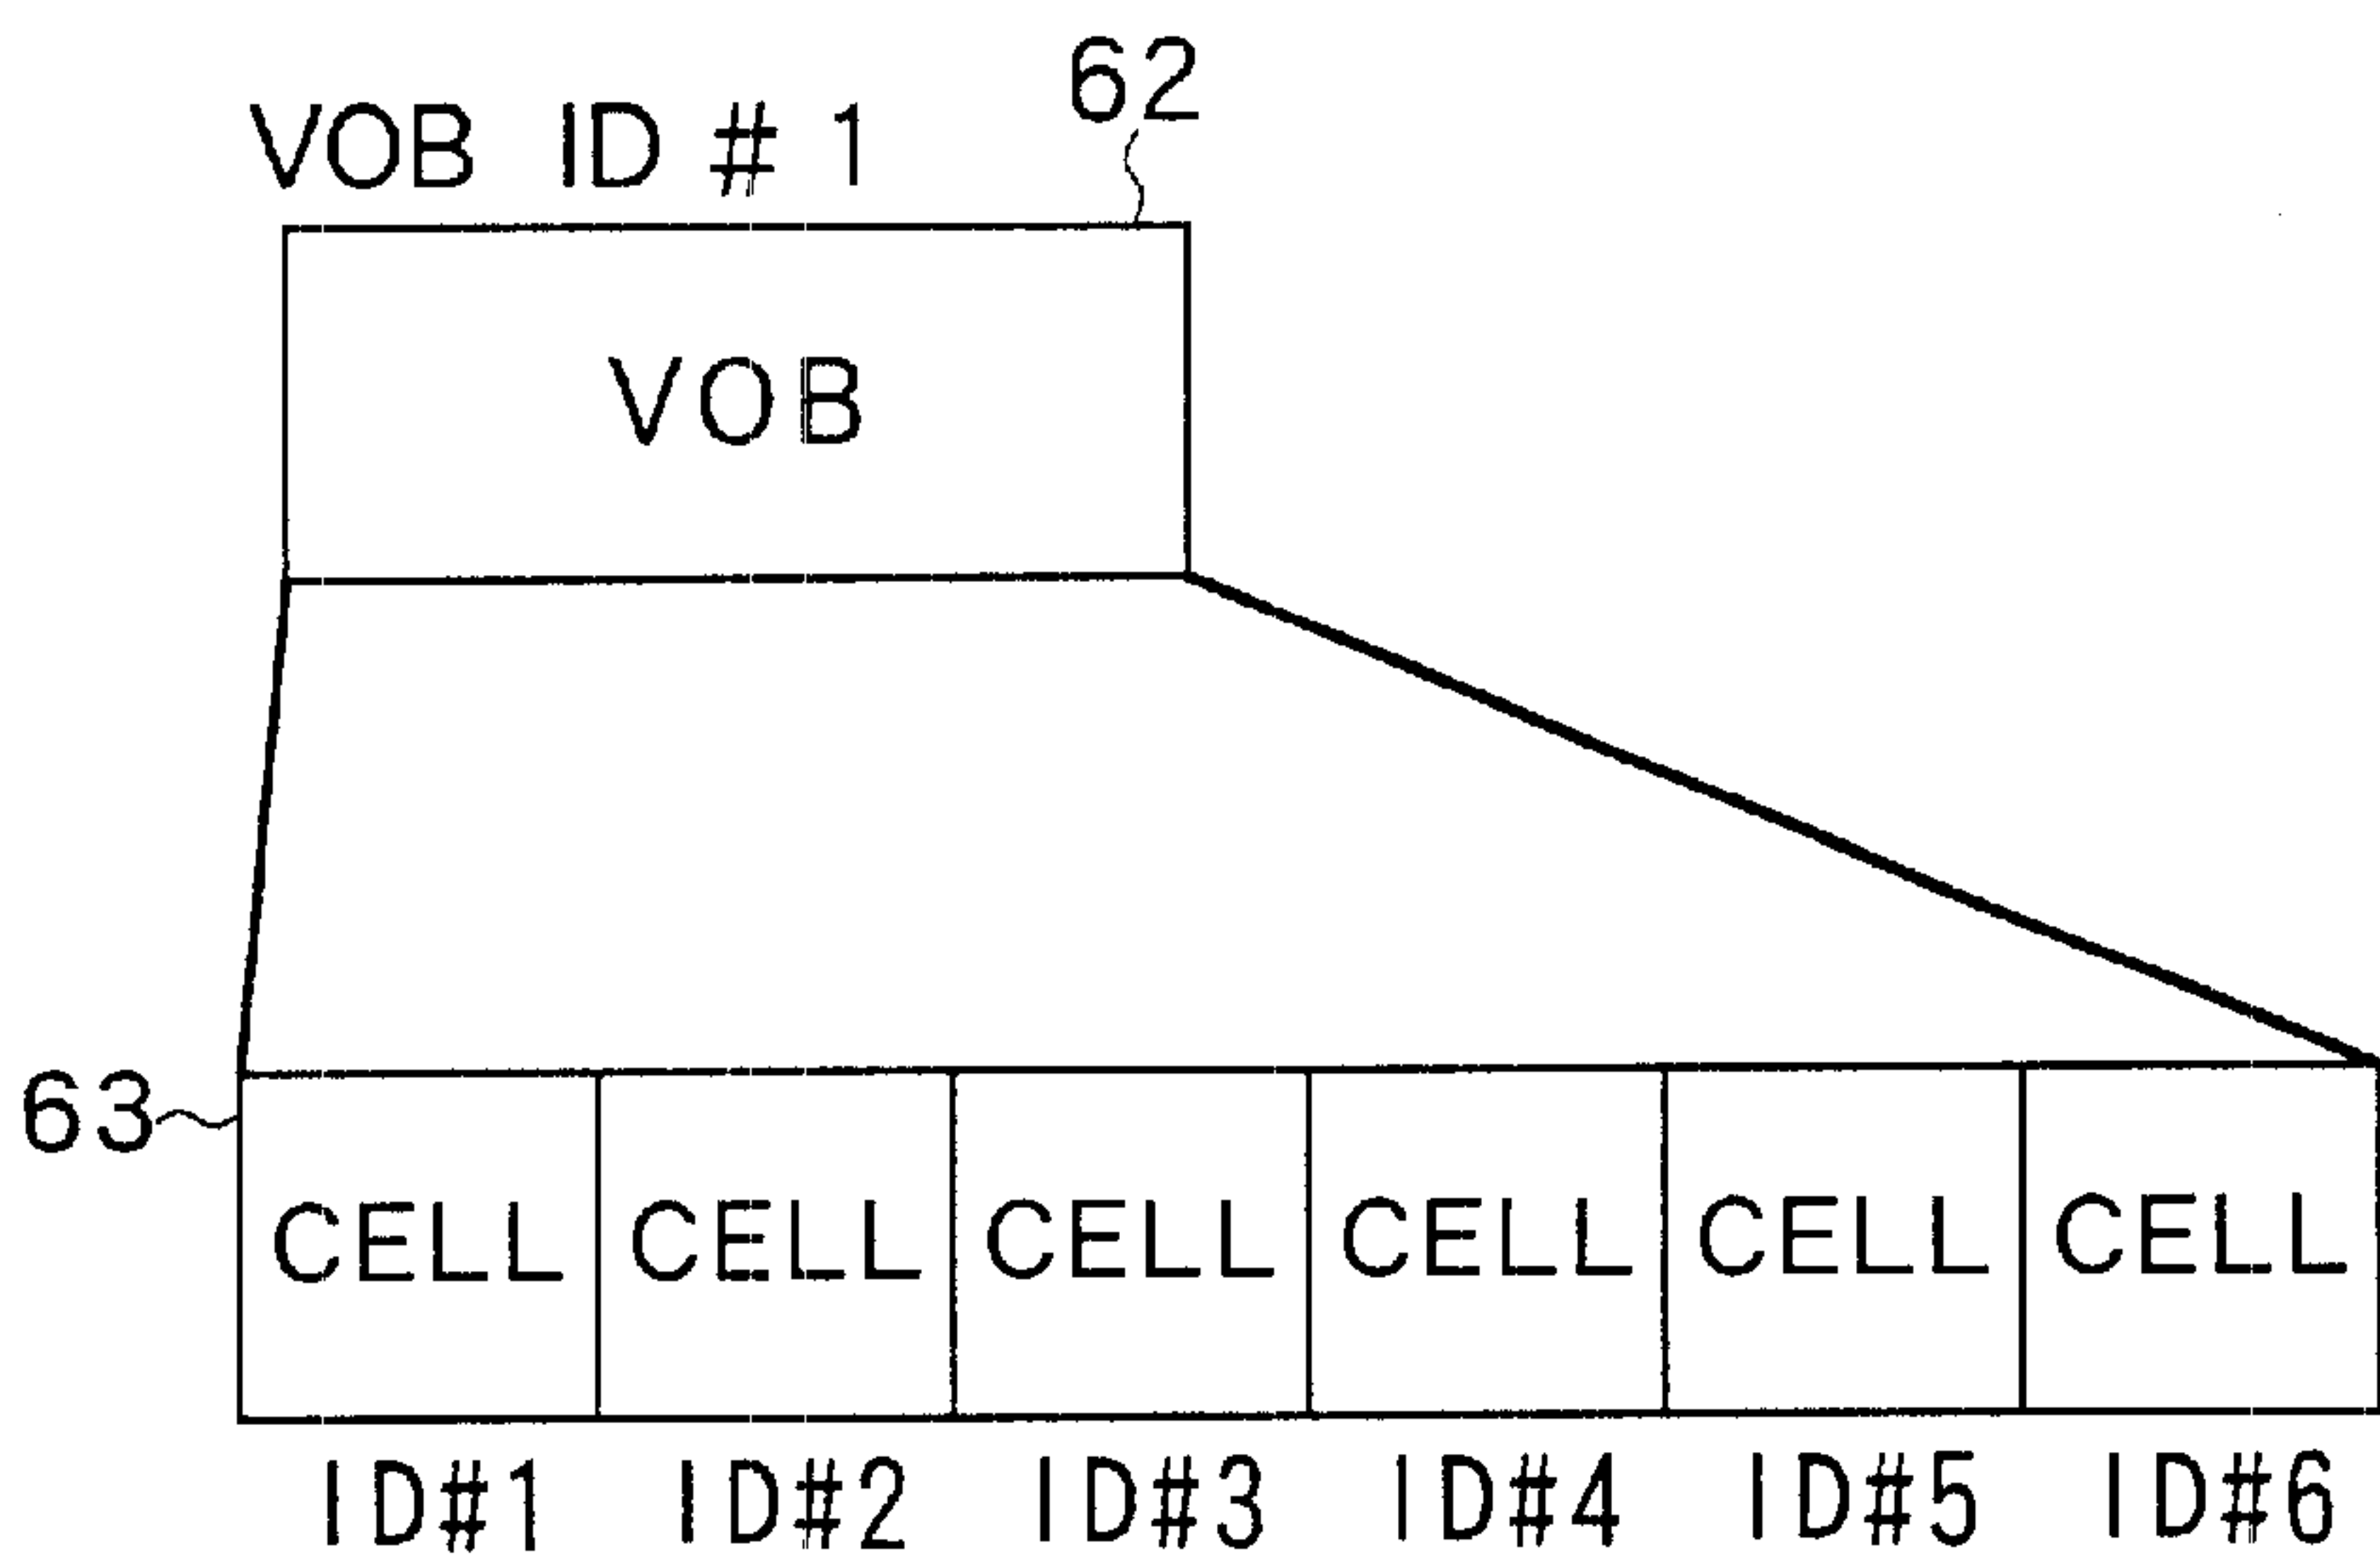 62
VOB ID #1
VOB
63
CELL CELL CELL CELL CELL CELL
ID#1 ID#2 ID#3 ID#4 ID#5 ID#6